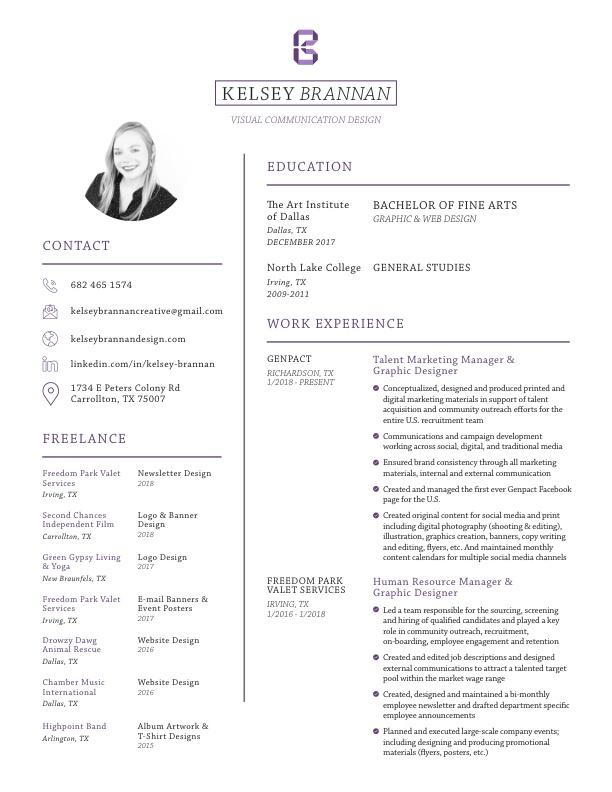 KELSEY BRANNAN
VISUAL COMMUNICATION DESIGN
CONTACT
682 465 1574
kelseybrannancreative@gmail.com
kelseybrannandesign.com
linkedin.com/in/kelsey-brannan
1734 E Peters Colony Rd
Carrollton, TX 75007
FREELANCE
Freedom Park Valet
Services
Irving, TX
Newsletter Design
2018
Second Chances
Independent Film
Carrollton, TX
Logo & Banner
Design
2018
Green Gypsy Living
& Yoga
New Braunfels, TX
Logo Design
2017
Freedom Park Valet
Services
Irving, TX
E-mail Banners &
Event Posters
2017
Drowzy Dawg
Animal Rescue
Dallas, TX
Website Design
2016
Chamber Music
International
Dallas, TX
Website Design
2016
Highpoint Band
Arlington, TX
Album Artwork &
T-Shirt Designs
2015
EDUCATION
The Art Institute
of Dallas
Dallas, TX
DECEMBER 2017
BACHELOR OF FINE ARTS
GRAPHIC & WEB DESIGN
North Lake College
Irving, TX
2009-2011
GENERAL STUDIES
WORK EXPERIENCE
GENPACT
RICHARDSON, TX
1/2018 - PRESENT
Talent Marketing Manager &
Graphic Designer
Conceptualized, designed and produced printed and
digital marketing materials in support of talent
acquisition and community outreach efforts for the
entire U.S. recruitment team
Communications and campaign development
working across social, digital, and traditional media
Ensured brand consistency through all marketing
materials, internal and external communication
Created and managed the first ever Genpact Facebook
page for the U.S.
Created original content for social media and print
including digital photography (shooting & editing),
illustration, graphics creation, banners, copy writing
and editing, flyers, etc. And maintained monthly
content calendars for multiple social media channels
FREEDOM PARK
VALET SERVICES
IRVING, TX
1/2016 - 1/2018
Human Resource Manager &
Graphic Designer
Led a team responsible for the sourcing, screening
and hiring of qualified candidates and played a key
role in community outreach, recruitment,
on-boarding, employee engagement and retention
Created and edited job descriptions and designed
external communications to attract a talented target
pool within the market wage range
Created, designed and maintained a bi-monthly
employee newsletter and drafted department specific
employee announcements
Planned and executed large-scale company events;
including designing and producing promotional
materials (flyers, posters, etc.)